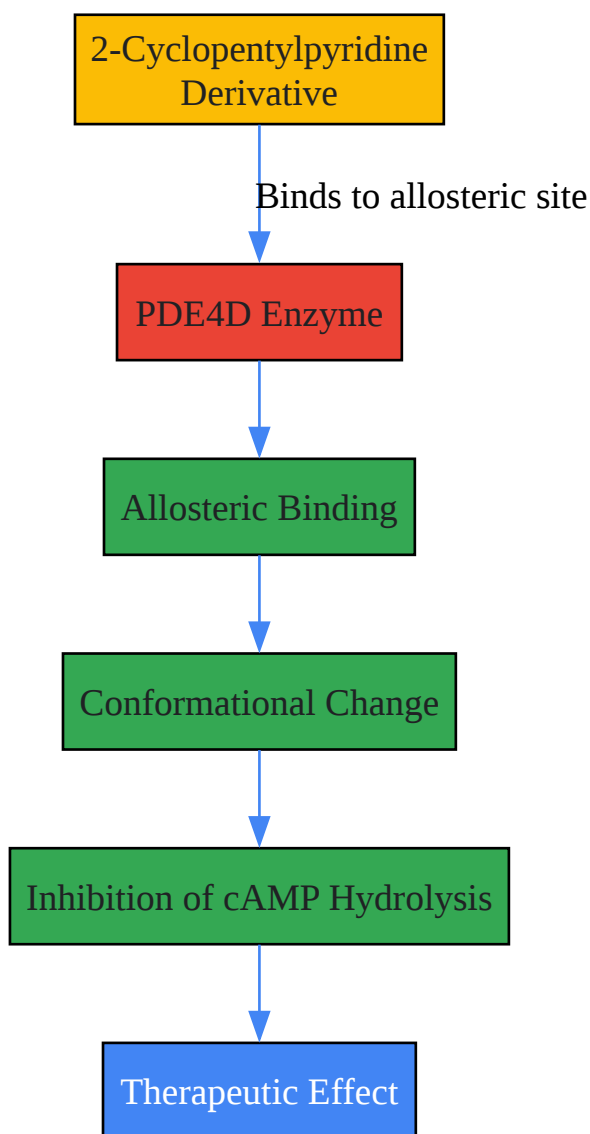 2-Cyclopentylpyridine
Derivative
Binds to allosteric site
PDE4D Enzyme
Allosteric Binding
Conformational Change
Inhibition of cAMP Hydrolysis
Therapeutic Effect